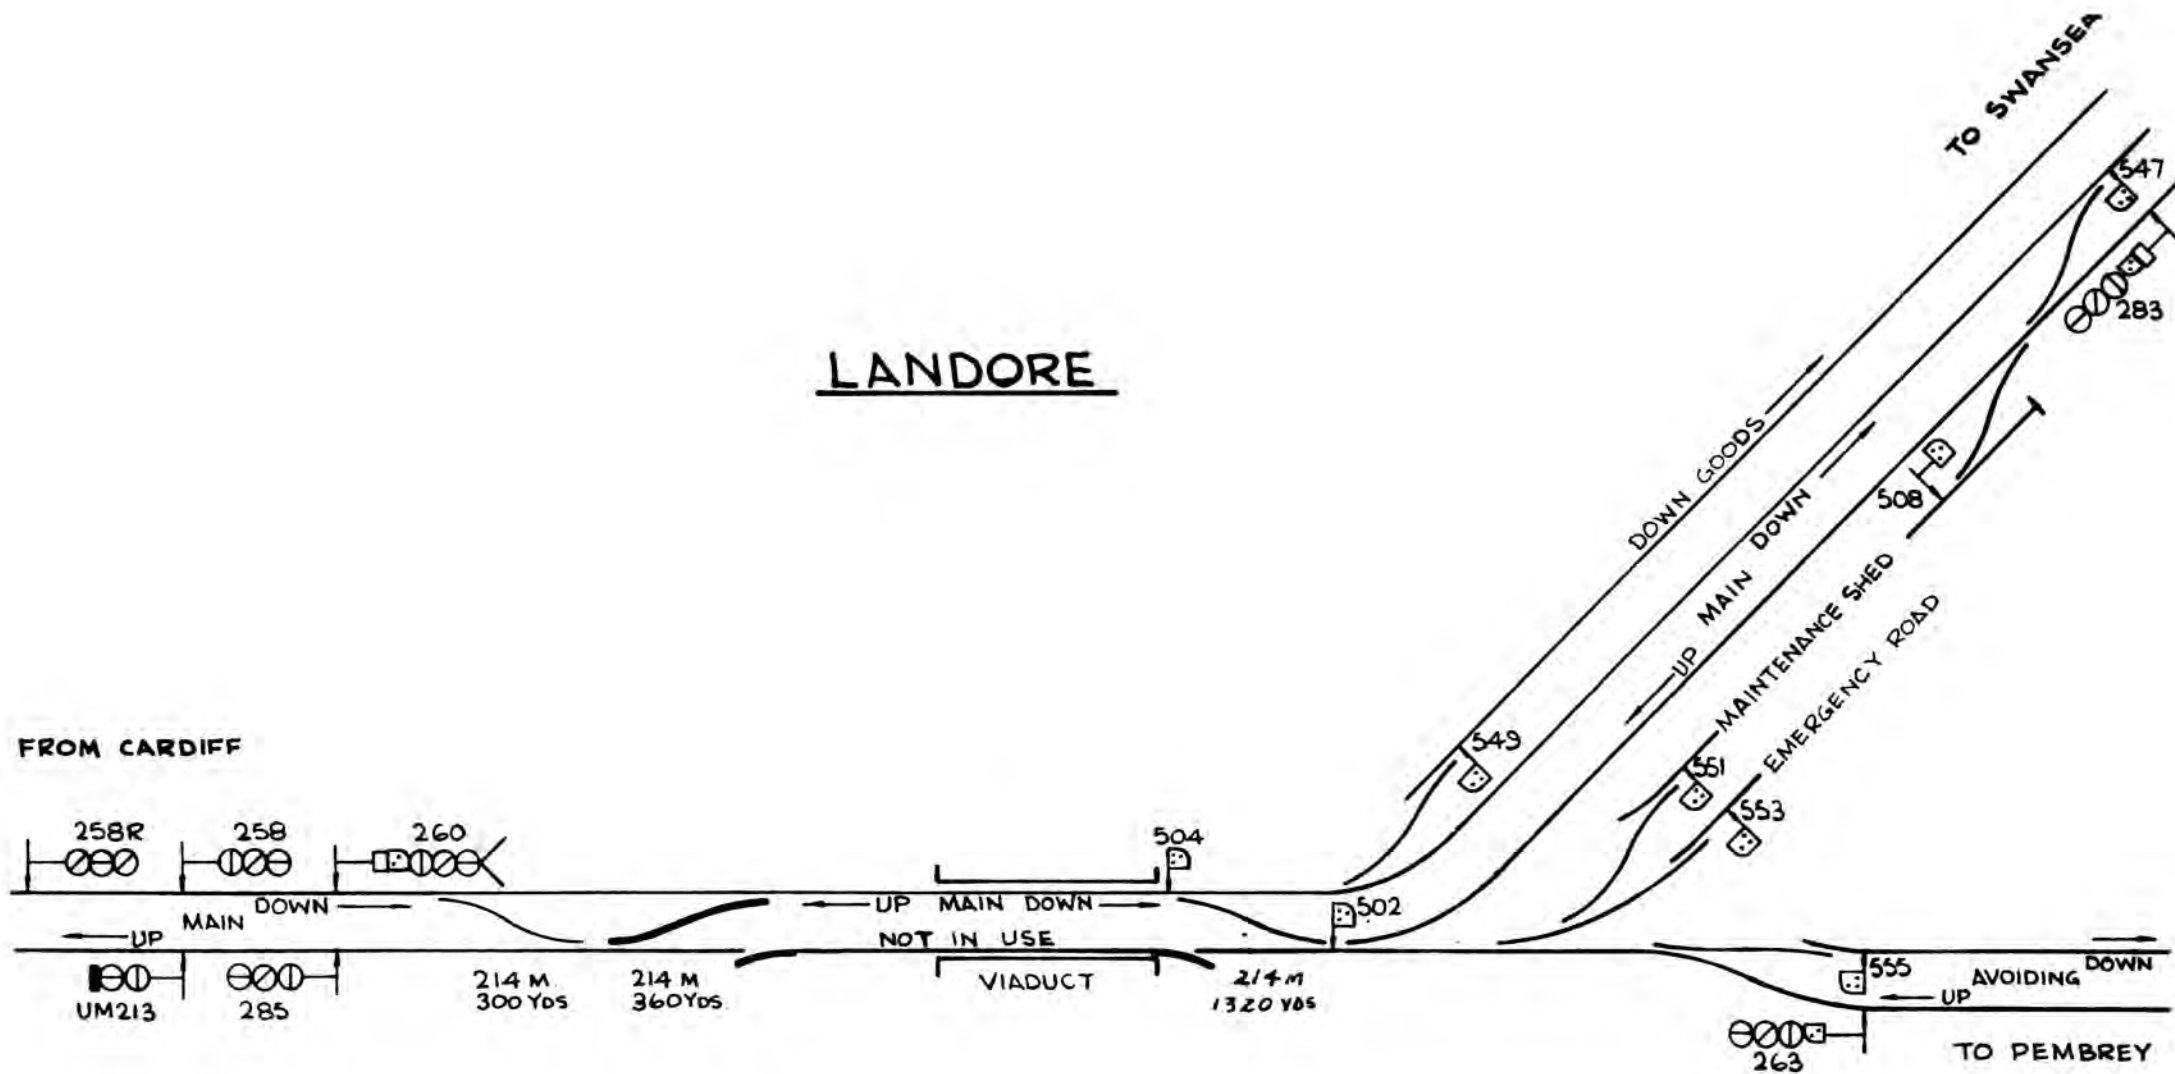 TO SWANSEA
547
283
LANDORE
DOWN GOODS
MAIN DOWN
UP
508
MAINTENANCE SHED
EMERGENCY ROAD
549
551
553
FROM CARDIFF
258R
258
260
504
502
DOWN
MAIN
UP
UP MAIN DOWN
NOT IN USE
VIADUCT
UM213
285
214 M
300 YDS
214 M
360 YDS
214 M
1320 YDS
555
DOWN
AVOIDING
UP
263
TO PEMBREY